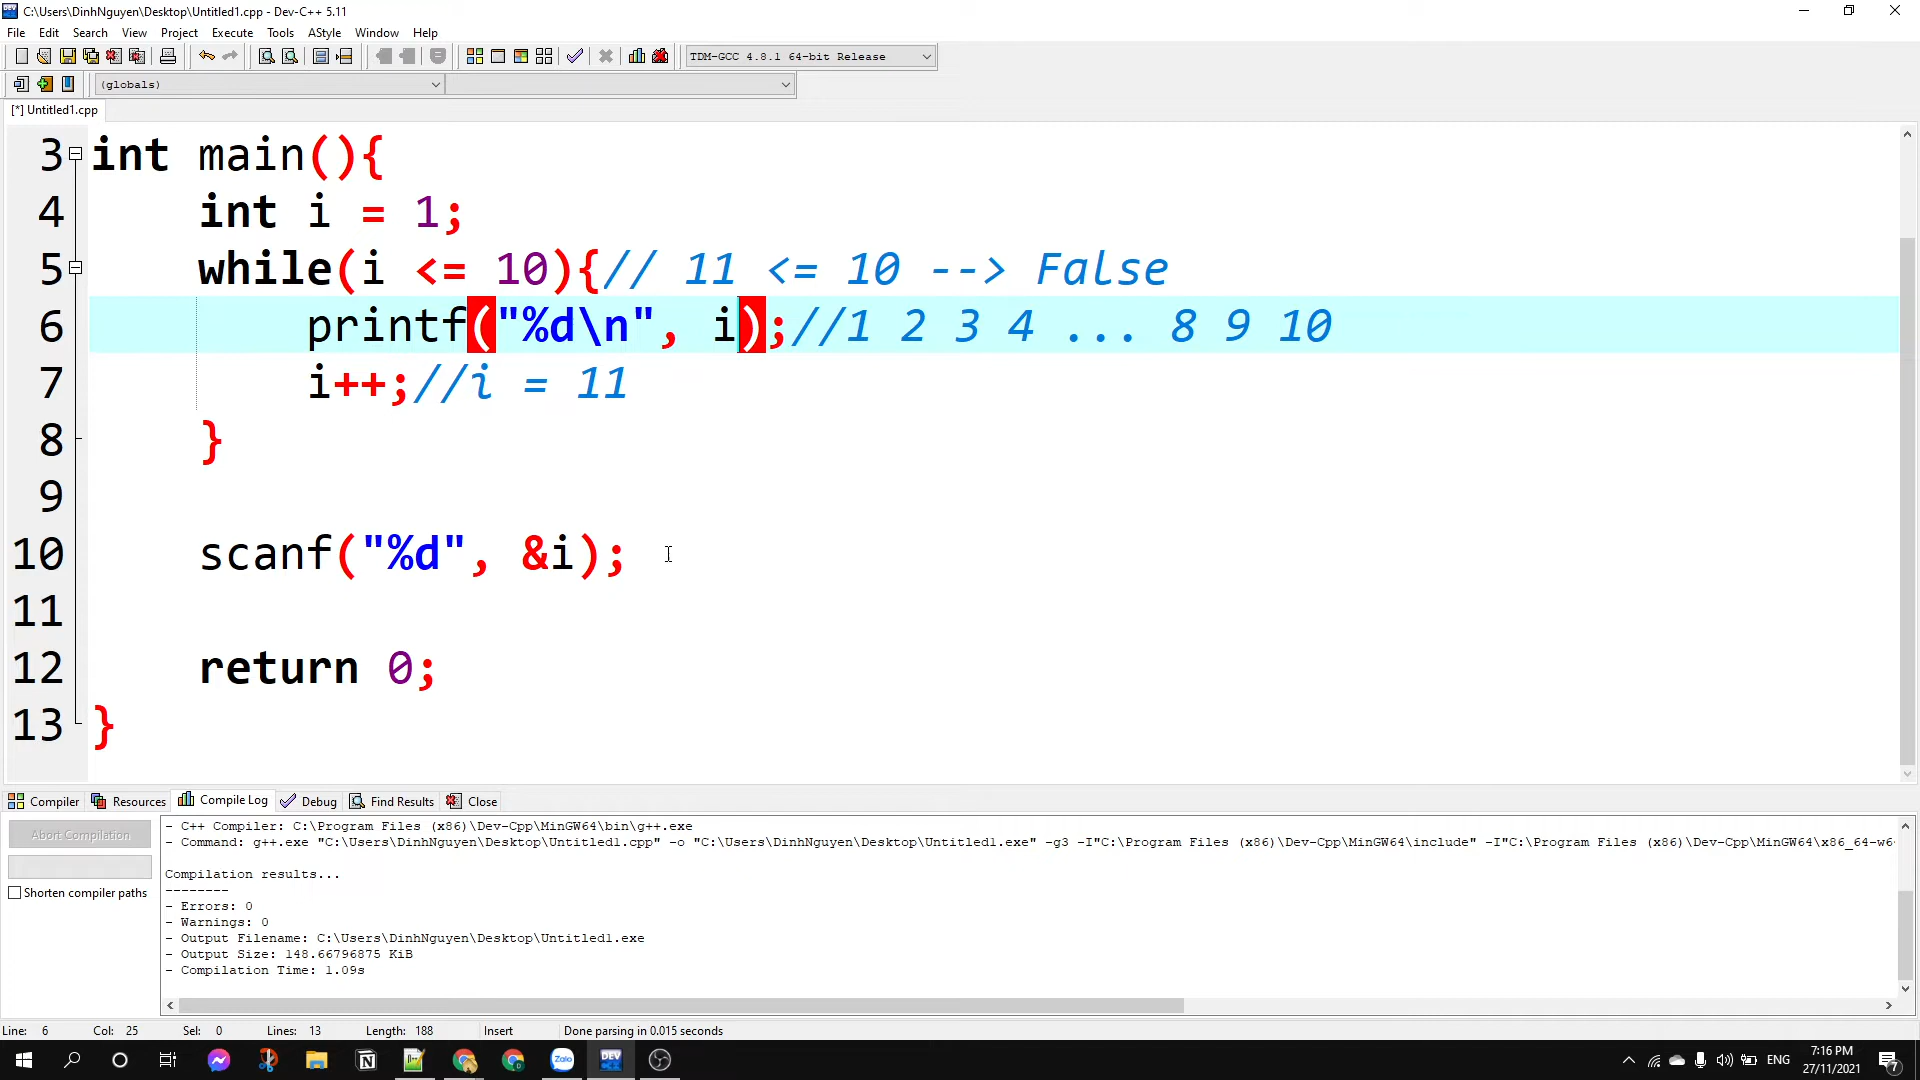 C:\Users\DinhNguyen\Desktop\Untitled1.cpp - Dev-C++ 5.11
File Edit Search View Project Execute Tools AStyle Window Help
TDM-GCC 4.8.1 64-bit Release
(globals)
[*] Untitled1.cpp
3 int main(){
4 int i = 1;
5 while(i <= 10){// 11 <= 10 --> False
6 printf("%d\n", i);//1 2 3 4 ... 8 9 10
7 i++;//i = 11
8 }
9
10 scanf("%d", &i);
11
12 return 0;
13 }
Compiler Resources Compile Log Debug Find Results Close
Abort Compilation
Shorten compiler paths
- C++ Compiler: C:\Program Files (x86)\Dev-Cpp\MinGW64\bin\g++.exe
- Command: g++.exe "C:\Users\DinhNguyen\Desktop\Untitled1.cpp" -o "C:\Users\DinhNguyen\Desktop\Untitled1.exe" -g3 -I"C:\Program Files (x86)\Dev-Cpp\MinGW64\include" -I"C:\Program Files (x86)\Dev-Cpp\MinGW64\x86_64-w6
Compilation results...
--------
- Errors: 0
- Warnings: 0
- Output Filename: C:\Users\DinhNguyen\Desktop\Untitled1.exe
- Output Size: 148.66796875 KiB
- Compilation Time: 1.09s
Line: 6 Col: 25 Sel: 0 Lines: 13 Length: 188 Insert Done parsing in 0.015 seconds
Zalo
DEV
ENG
7:16 PM
27/11/2021
7